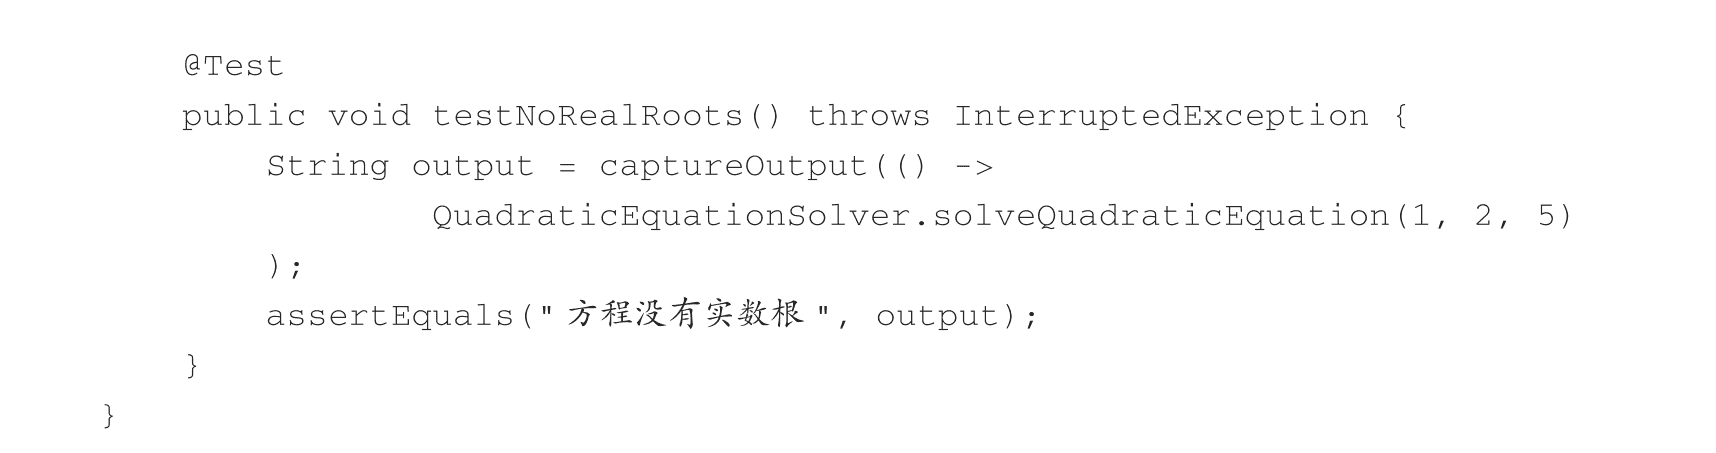 @Test
public void testNoRealRoots() throws InterruptedException {
String output = captureOutput(() ->
QuadraticEquationSolver.solveQuadraticEquation(1, 2, 5)
);
assertEquals("方程没有实数根", output);
}
}